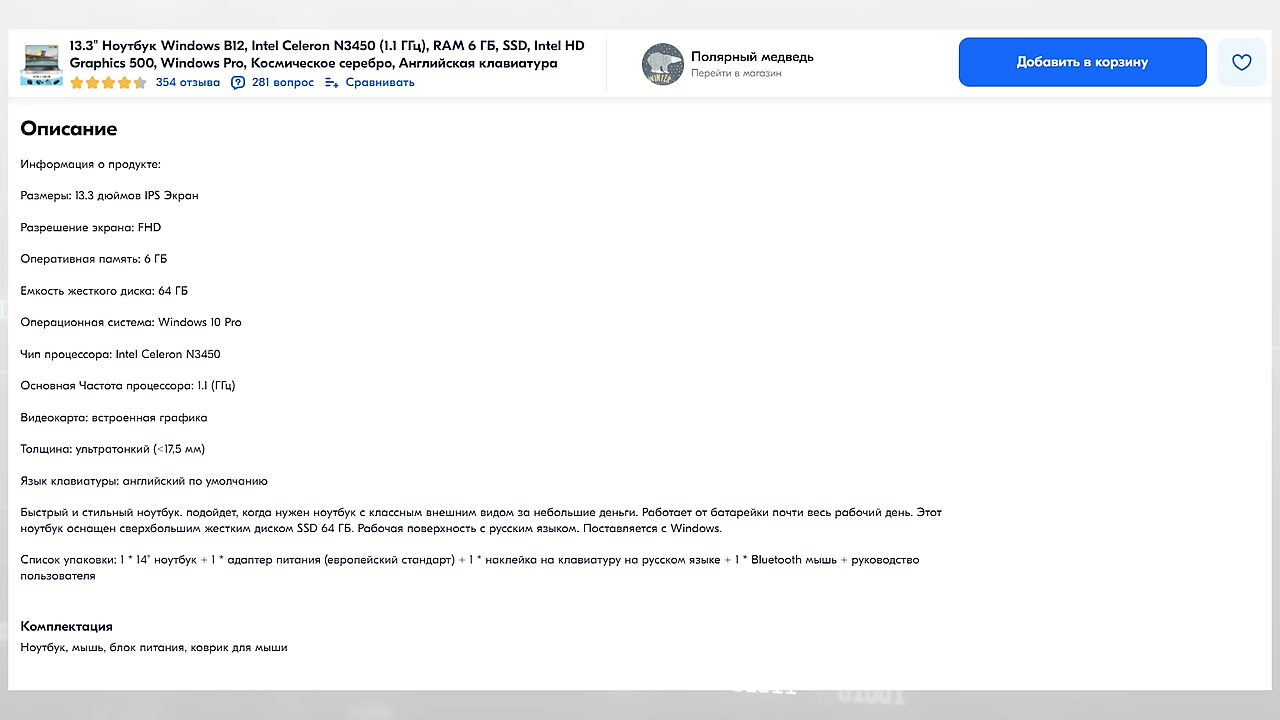 13.3" Ноутбук Windows B12, Intel Celeron N3450 (1.1 ГГц), RAM 6 ГБ, SSD, Intel HD
Graphics 500, Windows Pro, Космическое серебро, Английская клавиатура
354 отзыва 281 вопрос Сравнивать
Полярный медведь
Перейти в магазин
WINTER
Добавить в корзину
Описание
Информация о продукте:
Размеры: 13.3 дюймов IPS Экран
Разрешение экрана: FHD
Оперативная память: 6 ГБ
Емкость жесткого диска: 64 ГБ
Операционная система: Windows 10 Pro
Чип процессора: Intel Celeron N3450
Основная Частота процессора: 1.1 (ГГц)
Видеокарта: встроенная графика
Толщина: ультратонкий (<17,5 мм)
Язык клавиатуры: английский по умолчанию
Быстрый и стильный ноутбук. подойдет, когда нужен ноутбук с классным внешним видом за небольшие деньги. Работает от батарейки почти весь рабочий день. Этот
ноутбук оснащен сверхбольшим жестким диском SSD 64 ГБ. Рабочая поверхность с русским языком. Поставляется с Windows.
Список упаковки: 1 * 14" ноутбук + 1 * адаптер питания (европейский стандарт) + 1 * наклейка на клавиатуру на русском языке + 1 * Bluetooth мышь + руководство
пользователя
Комплектация
Ноутбук, мышь, блок питания, коврик для мыши